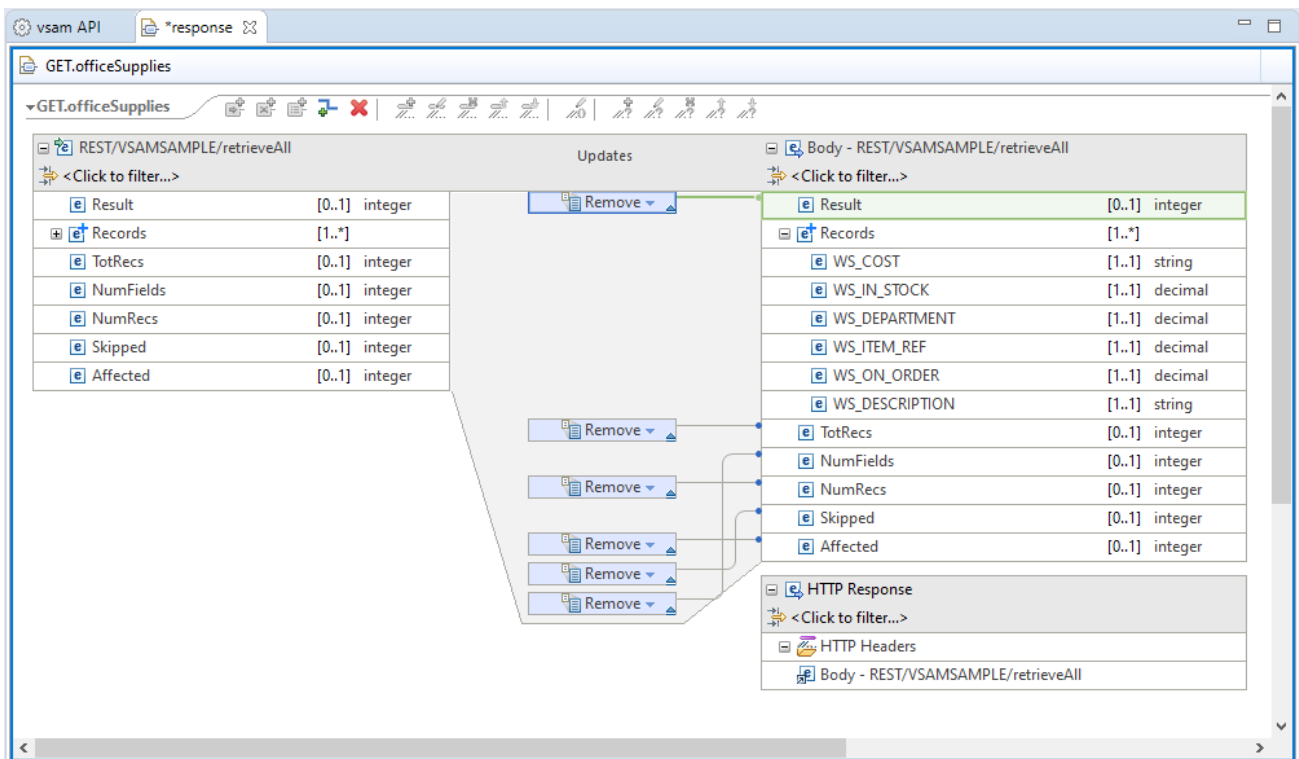 vsam API
*response
GET.officeSupplies
GET.officeSupplies
REST/VSAMSAMPLE/retrieveAll
<Click to filter...>
Result [0..1] integer
Records [1..*]
TotRecs [0..1] integer
NumFields [0..1] integer
NumRecs [0..1] integer
Skipped [0..1] integer
Affected [0..1] integer
Updates
Remove
Remove
Remove
Remove
Remove
Remove
Body - REST/VSAMSAMPLE/retrieveAll
<Click to filter...>
Result [0..1] integer
Records [1..*]
WS_COST [1..1] string
WS_IN_STOCK [1..1] decimal
WS_DEPARTMENT [1..1] decimal
WS_ITEM_REF [1..1] decimal
WS_ON_ORDER [1..1] decimal
WS_DESCRIPTION [1..1] string
TotRecs [0..1] integer
NumFields [0..1] integer
NumRecs [0..1] integer
Skipped [0..1] integer
Affected [0..1] integer
HTTP Response
<Click to filter...>
HTTP Headers
Body - REST/VSAMSAMPLE/retrieveAll